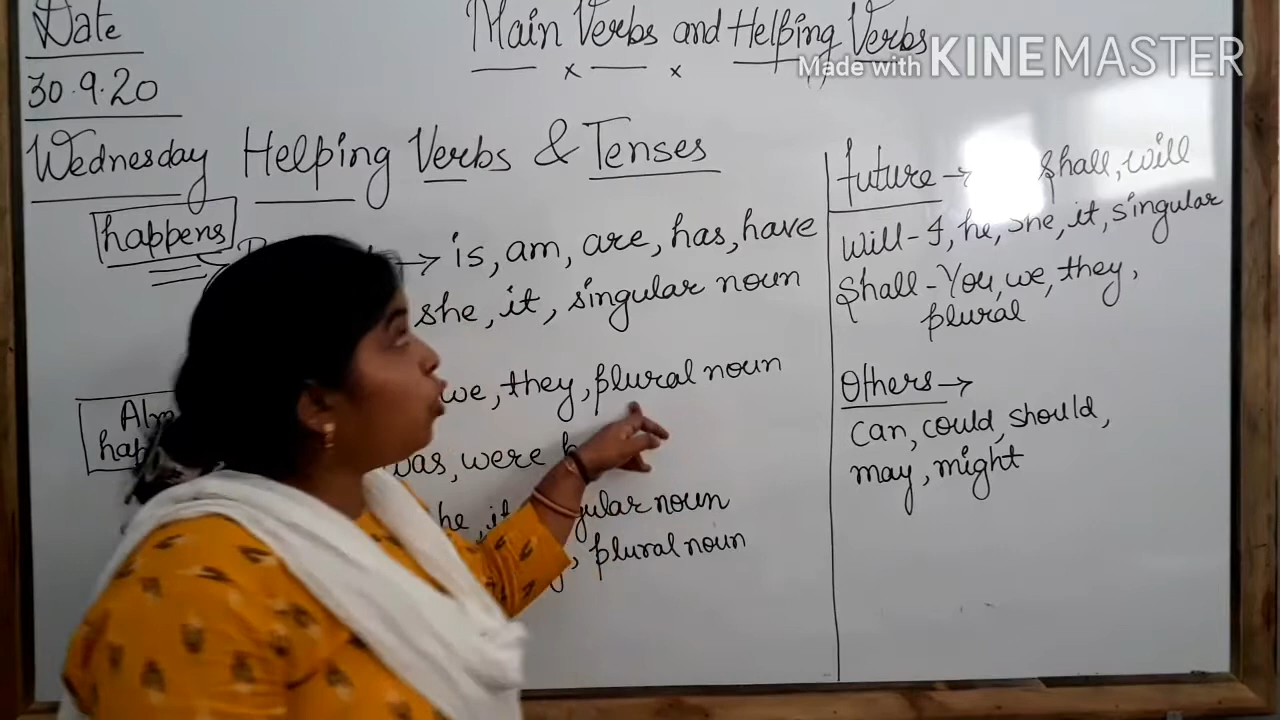 Date
30.9.20
Wednesday
Main Verbs and Helping Verbs
Made with KINEMASTER
Helping Verbs & Tenses
happens
→ is, am, are, has, have
she, it, singular noun
we, they, plural noun
was, were
he, it, singular noun
, plural noun
future → shall, will
will - I, he, she, it, singular
shall - You, we, they,
plural
Others →
can, could, should,
may, might